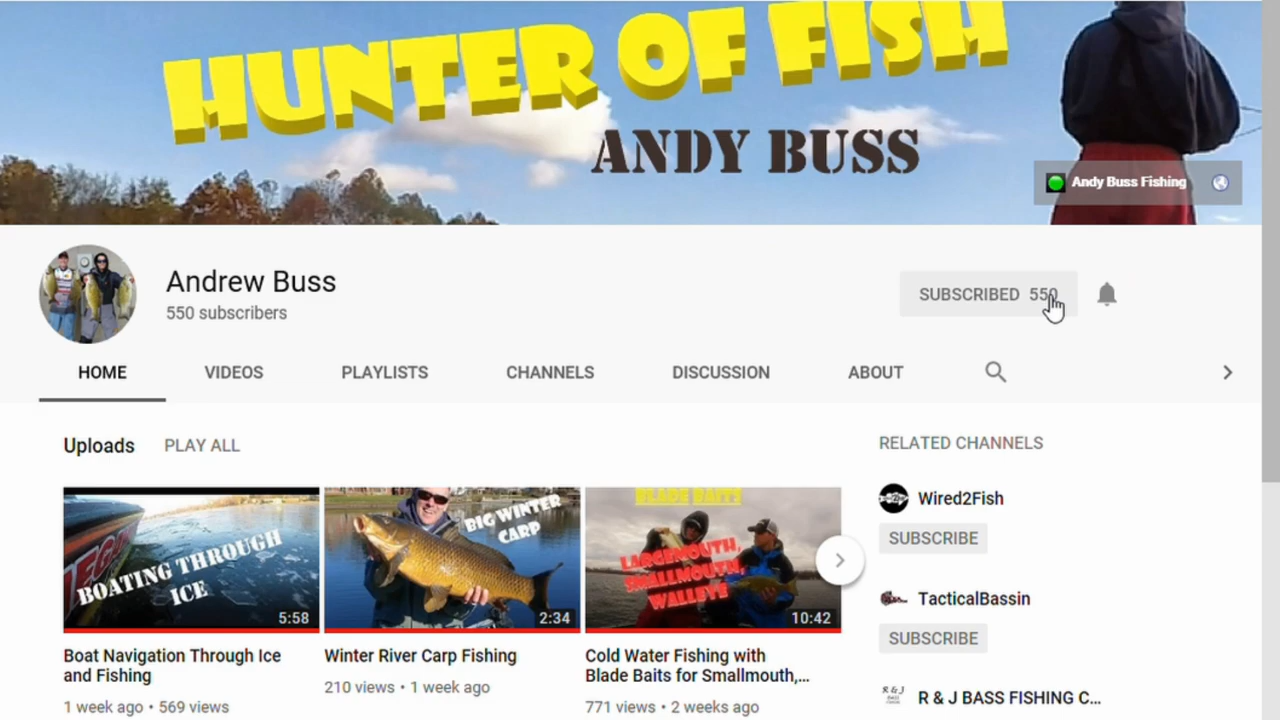 HUNTER OF FISH
ANDY BUSS
Andy Buss Fishing
Andrew Buss
550 subscribers
SUBSCRIBED 550
HOME VIDEOS PLAYLISTS CHANNELS DISCUSSION ABOUT
Uploads PLAY ALL
RELATED CHANNELS
Wired2Fish
SUBSCRIBE
TacticalBassin
SUBSCRIBE
R & J BASS FISHING C...
R & J
BASS
BOATING THROUGH
ICE
5:58
BIG WINTER
CARP
2:34
BLADE BAITS
LARGEMOUTH,
SMALLMOUTH,
WALLEYE
10:42
Boat Navigation Through Ice
and Fishing
1 week ago • 569 views
Winter River Carp Fishing
210 views • 1 week ago
Cold Water Fishing with
Blade Baits for Smallmouth,...
771 views • 2 weeks ago